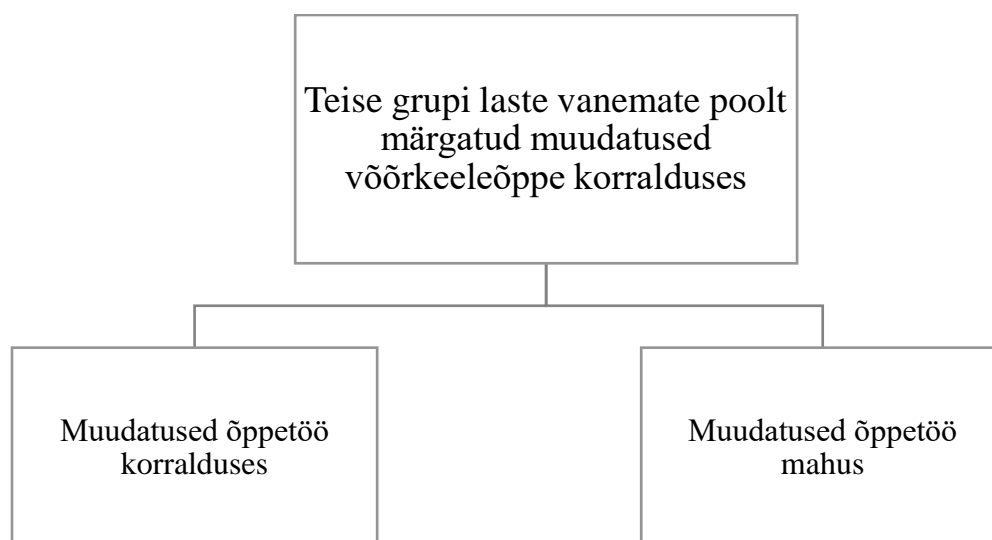 Teise grupi laste vanemate poolt
märgatud muudatused
võõrkeeleõppe korralduses
Muudatused õppetöö
korralduses
Muudatused õppetöö
mahus